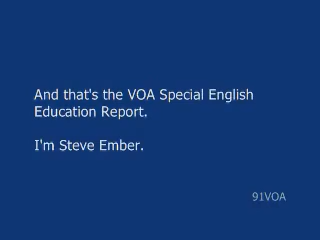 And that's the VOA Special English
Education Report.
I'm Steve Ember.
91VOA